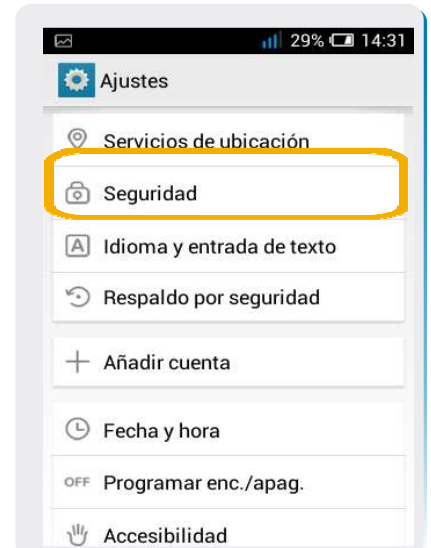 29% 14:31
Ajustes
Servicios de ubicación
Seguridad
A Idioma y entrada de texto
Respaldo por seguridad
Añadir cuenta
Fecha y hora
OFF Programar enc./apag.
Accesibilidad